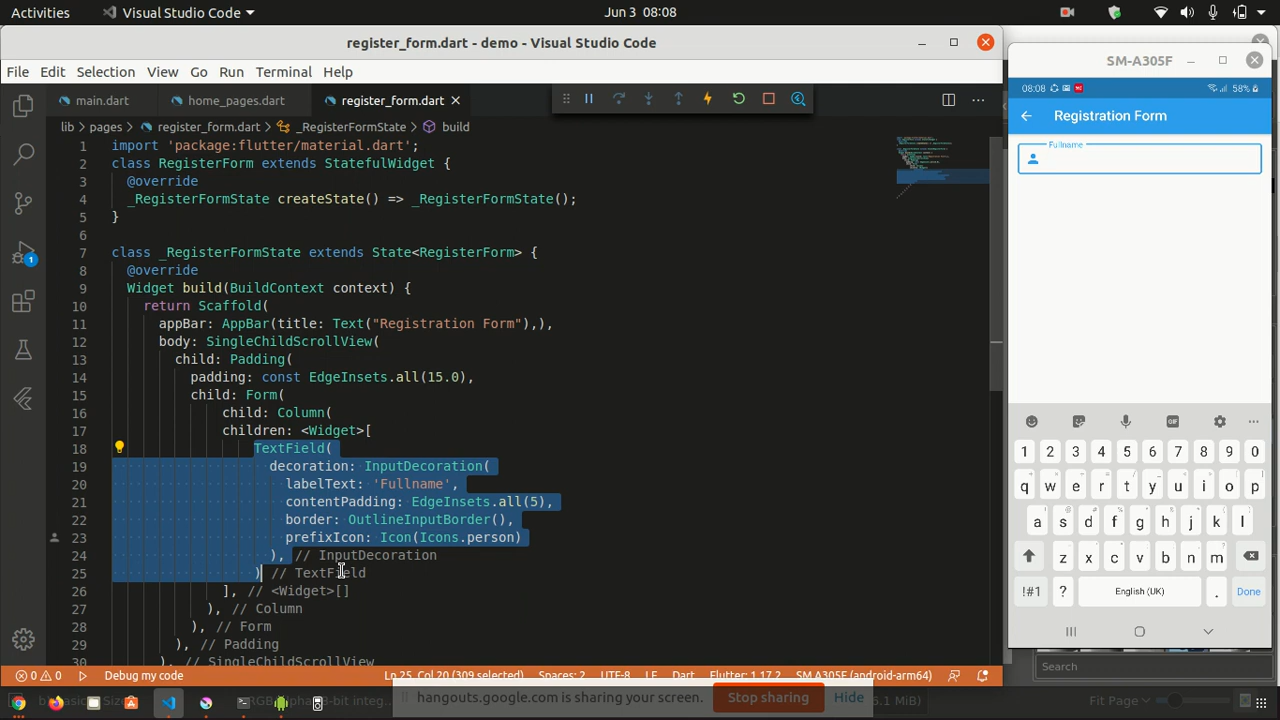 Activities
Visual Studio Code
Jun 3 08:08
register_form.dart - demo - Visual Studio Code
File Edit Selection View Go Run Terminal Help
main.dart
home_pages.dart
register_form.dart
lib > pages > register_form.dart > _RegisterFormState > build
1 import 'package:flutter/material.dart';
2 class RegisterForm extends StatefulWidget {
3 @override
4 _RegisterFormState createState() => _RegisterFormState();
5 }
6
7 class _RegisterFormState extends State<RegisterForm> {
8 @override
9 Widget build(BuildContext context) {
10 return Scaffold(
11 appBar: AppBar(title: Text("Registration Form"),),
12 body: SingleChildScrollView(
13 child: Padding(
14 padding: const EdgeInsets.all(15.0),
15 child: Form(
16 child: Column(
17 children: <Widget>[
18 TextField(
19 decoration: InputDecoration(
20 labelText: 'Fullname',
21 contentPadding: EdgeInsets.all(5),
22 border: OutlineInputBorder(),
23 prefixIcon: Icon(Icons.person)
24 ), // InputDecoration
25 ) // TextField
26 ], // <Widget>[]
27 ), // Column
28 ), // Form
29 ), // Padding
30 ), // SingleChildScrollView
1
0 0
Debug my code
Ln 25, Col 20 (309 selected)
Spaces: 2
UTF-8
LF
Dart
Flutter: 1.17.2
SM A305F (android-arm64)
hangouts.google.com is sharing your screen.
Stop sharing
Hide
Fit Page
SM-A305F
08:08
58%
Registration Form
Fullname
GIF
1 2 3 4 5 6 7 8 9 0
q w e r t y u i o p
a s d f g h j k l
z x c v b n m
!#1 ? English (UK) . Done
Search